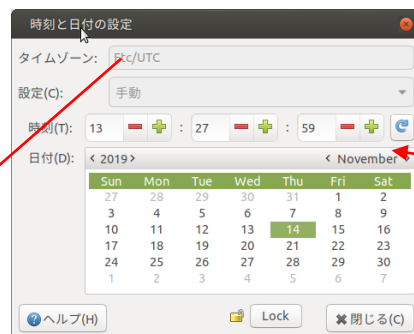 時刻と日付の設定
タイムゾーン: Etc/UTC
設定(C): 手動
時刻(T): 13 : 27 : 59
日付(D): < 2019 > < November >
Sun Mon Tue Wed Thu Fri Sat
27 28 29 30 31 1 2
3 4 5 6 7 8 9
10 11 12 13 14 15 16
17 18 19 20 21 22 23
24 25 26 27 28 29 30
1 2 3 4 5 6 7
ヘルプ(H) Lock 閉じる(C)